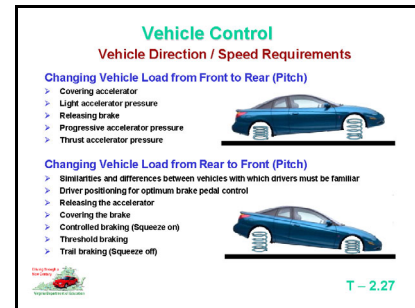 Vehicle Control
Vehicle Direction / Speed Requirements
Changing Vehicle Load from Front to Rear (Pitch)
Covering accelerator
Light accelerator pressure
Releasing brake
Progressive accelerator pressure
Thrust accelerator pressure
Changing Vehicle Load from Rear to Front (Pitch)
Similarities and differences between vehicles with which drivers must be familiar
Driver positioning for optimum brake pedal control
Releasing the accelerator
Covering the brake
Controlled braking (Squeeze on)
Threshold braking
Trail braking (Squeeze off)
T – 2.27